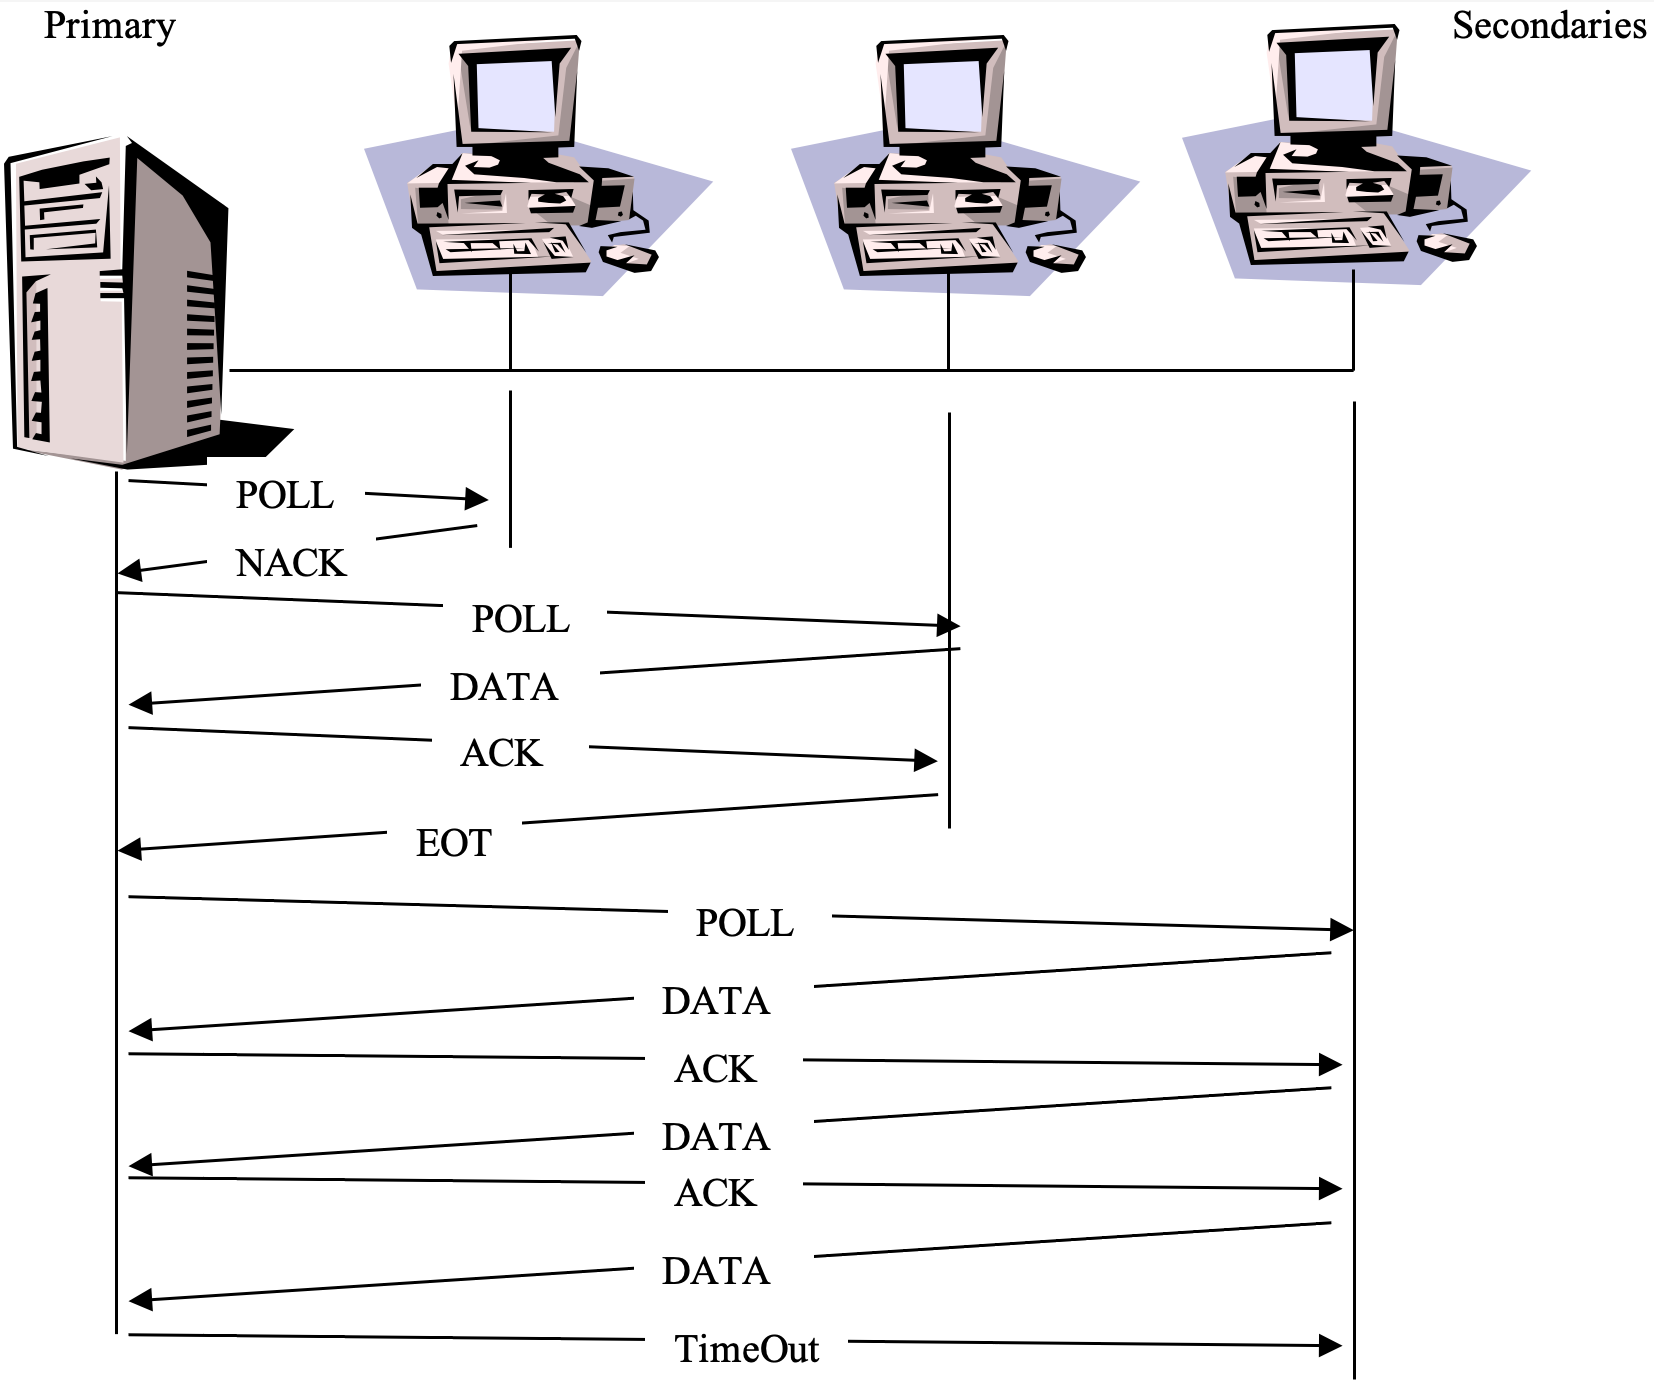 Primary
Secondaries
POLL
NACK
POLL
DATA
ACK
EOT
POLL
DATA
ACK
DATA
ACK
DATA
TimeOut